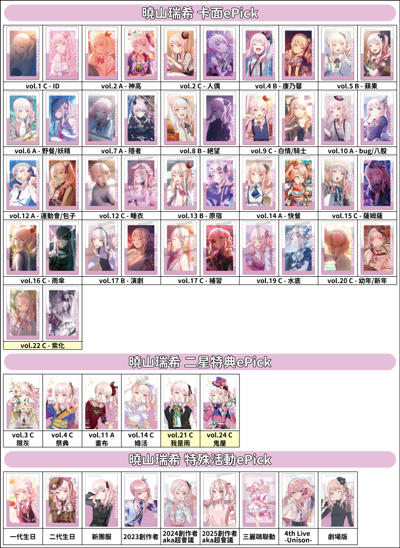 曉山瑞希 卡面ePick
vol.1 C - ID
vol.2 A - 神高
vol.2 C - 人偶
vol.4 B - 康乃馨
vol.5 B - 蘋果
vol.6 A - 野餐/妖精
vol.7 A - 隱者
vol.8 B - 絕望
vol.9 C - 白情/騎士
vol.10 A - bug/八股
vol.12 A - 運動會/包子
vol.12 C - 睡衣
vol.13 B - 原宿
vol.14 A - 快餐
vol.15 C - 薩姆薩
vol.16 C - 雨傘
vol.17 B - 演劇
vol.17 C - 補習
vol.19 C - 水底
vol.20 C - 幼年/新年
vol.22 C - 紫化
曉山瑞希 二星特典ePick
vol.3 C
限灰
vol.4 C
祭典
vol.11 A
畫布
vol.14 C
婚活
vol.21 C
我是雨
vol.24 C
鬼屋
曉山瑞希 特殊活動ePick
一代生日
二代生日
新團服
2023創作者
2024創作者
aka超會議
2025創作者
aka超會議
三麗鷗聯動
4th Live
-Unison-
劇場版